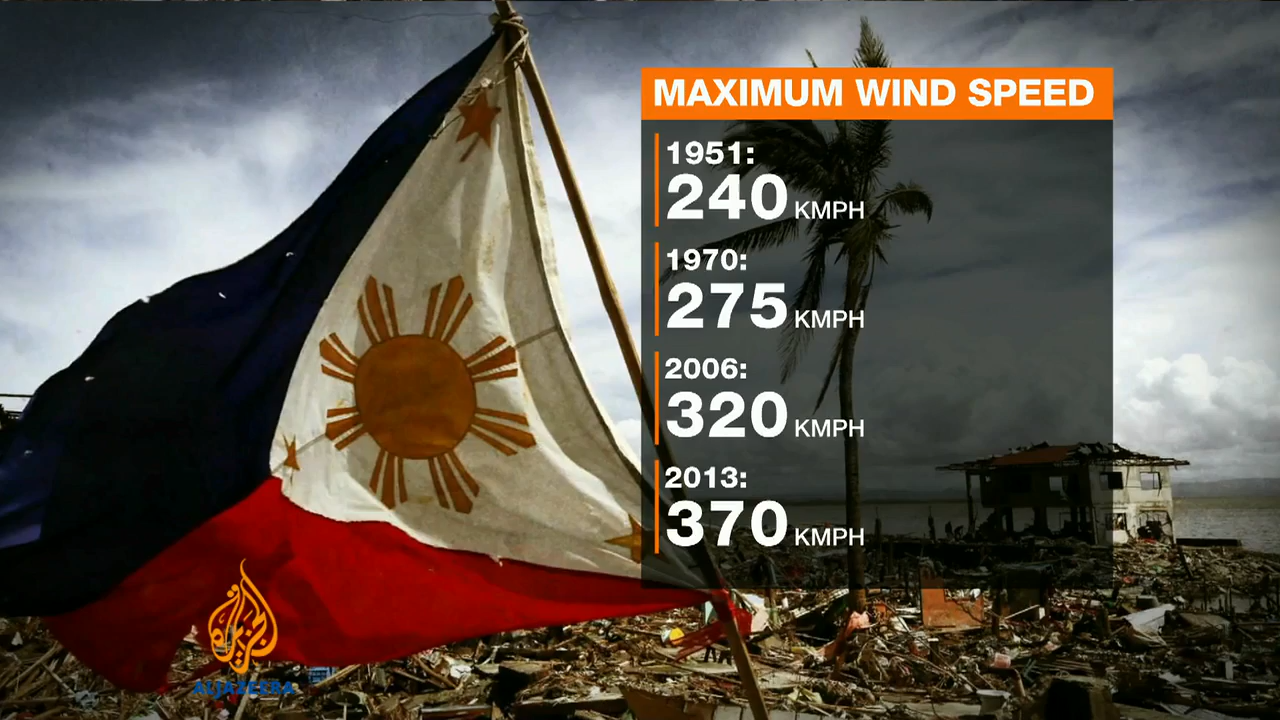 MAXIMUM WIND SPEED
1951:
240 KMPH
1970:
275 KMPH
2006:
320 KMPH
2013:
370 KMPH
الجزيرة
ALJAZEERA